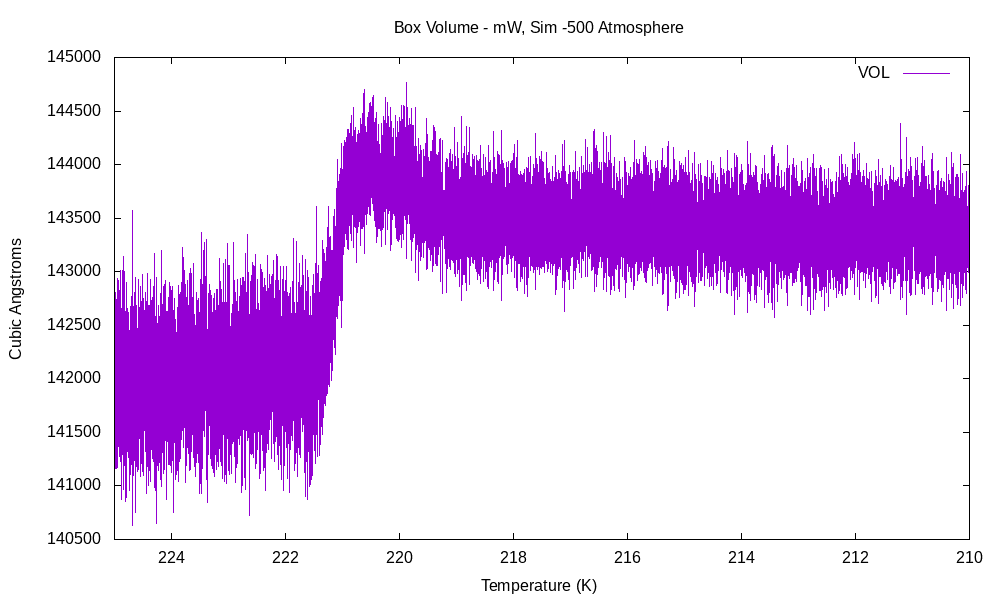 Box Volume - mW, Sim -500 Atmosphere
VOL
145000
144500
144000
143500
143000
142500
142000
141500
141000
140500
Cubic Angstroms
224 222 220 218 216 214 212 210
Temperature (K)